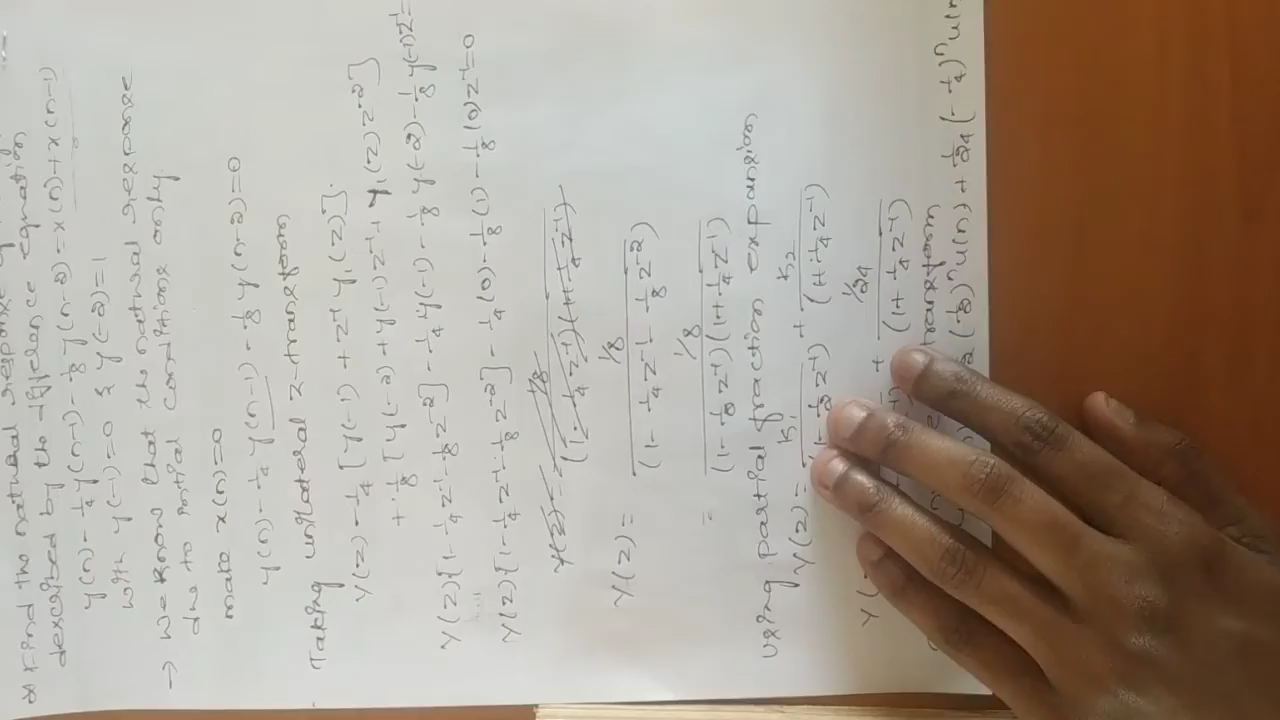 Find the natural response
described by the difference equation
y(n)-1/4 y(n-1)-1/8 y(n-2)=x(n)+x(n-1)
with y(-1)=0 & y(-2)=1
→ we know that the natural response
due to initial conditions only.
make x(n)=0
y(n)-1/4 y(n-1)-1/8 y(n-2)=0
Taking unilateral z-transform
Y(z)-1/4[y(-1)+z⁻¹ Y₁(z)].
+1/8[y(-2)+y(-1)z⁻¹+Y₁(z)z⁻²]
Y(z)[1-1/4 z⁻¹-1/8 z⁻²]-1/4 y(-1)-1/8 y(-2)-1/8 y(-1)z⁻¹=
Y(z)[1-1/4 z⁻¹-1/8 z⁻²]-1/4(0)-1/8(1)-1/8(0)z⁻¹=0
Y(z)= 1/8 / (1-1/4 z⁻¹-1/8 z⁻²)
= 1/8 / (1-1/2 z⁻¹)(1+1/4 z⁻¹)
using partial fraction expansion
Y(z)= K₁ / (1-1/2 z⁻¹) + K₂ / (1+1/4 z⁻¹)
+ 1/24 / (1+1/4 z⁻¹)
transform
(1/2)ⁿu(n)+1/24(-1/4)ⁿu(n)